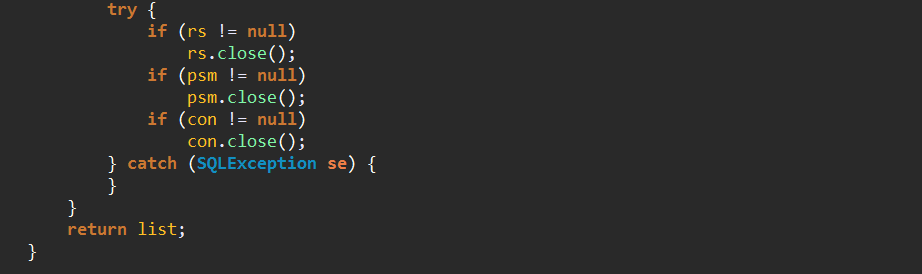 try {
if (rs != null)
rs.close();
if (psm != null)
psm.close();
if (con != null)
con.close();
} catch (SQLException se) {
}
}
return list;
}